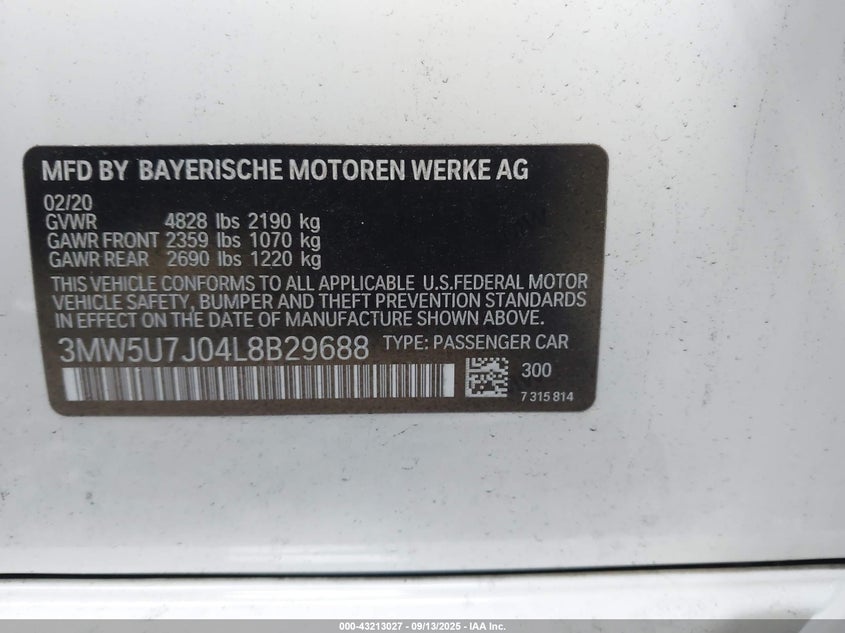 MFD BY BAYERISCHE MOTOREN WERKE AG
02/20
GVWR 4828 lbs 2190 kg
GAWR FRONT 2359 lbs 1070 kg
GAWR REAR 2690 lbs 1220 kg
THIS VEHICLE CONFORMS TO ALL APPLICABLE U.S.FEDERAL MOTOR
VEHICLE SAFETY, BUMPER AND THEFT PREVENTION STANDARDS
IN EFFECT ON THE DATE OF MANUFACTURE SHOWN ABOVE.
3MW5U7J04L8B29688 TYPE: PASSENGER CAR
300
7 315 814
000-43213027 - 09/13/2025 - IAA Inc.